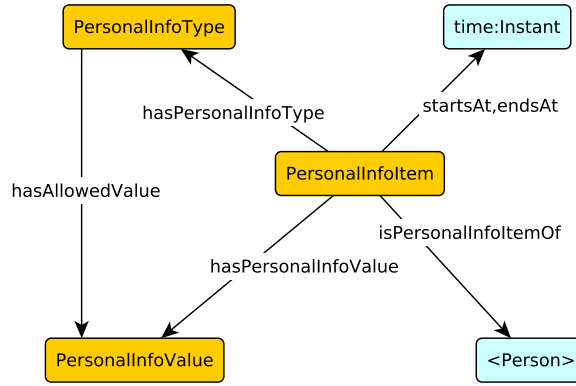 PersonalInfoType
time:Instant
hasPersonalInfoType
startsAt,endsAt
PersonalInfoItem
hasAllowedValue
isPersonalInfoItemOf
hasPersonalInfoValue
PersonalInfoValue
<Person>